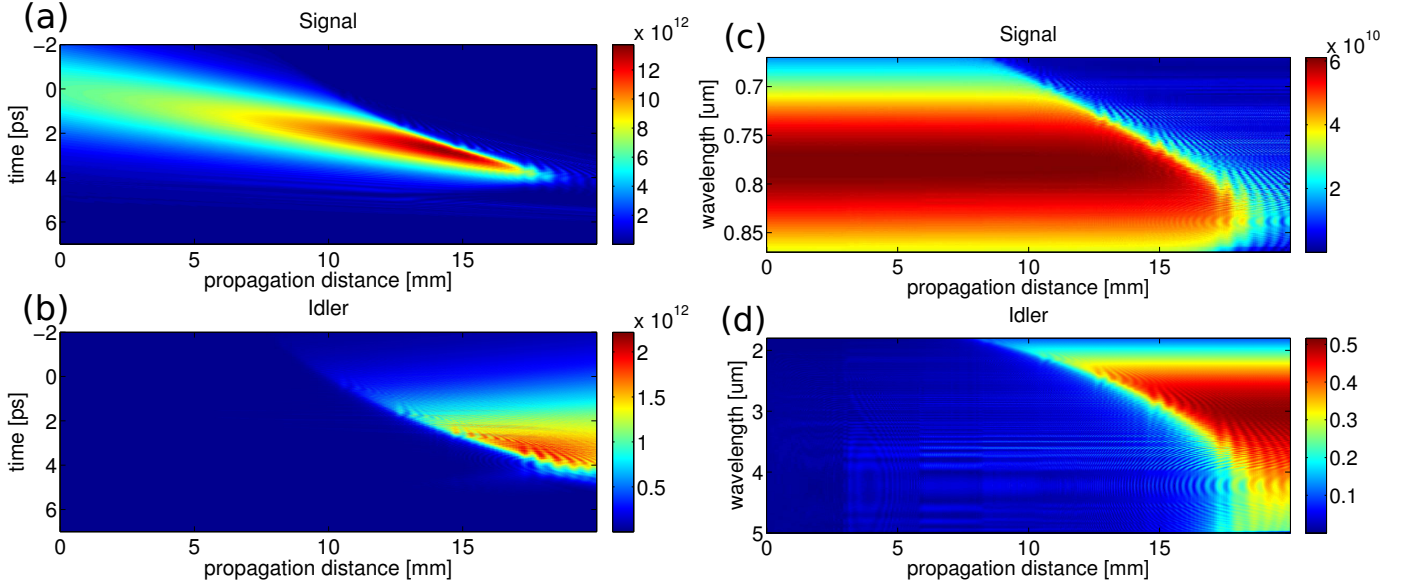 (a)
Signal
x 10^12
−2
0
2
4
6
time [ps]
0
5
10
15
propagation distance [mm]
12
10
8
6
4
2
(c)
Signal
x 10^10
0.7
0.75
0.8
0.85
wavelength [um]
0
5
10
15
propagation distance [mm]
6
4
2
(b)
Idler
x 10^12
−2
0
2
4
6
time [ps]
0
5
10
15
propagation distance [mm]
2
1.5
1
0.5
(d)
Idler
2
3
4
5
wavelength [um]
0
5
10
15
propagation distance [mm]
0.5
0.4
0.3
0.2
0.1